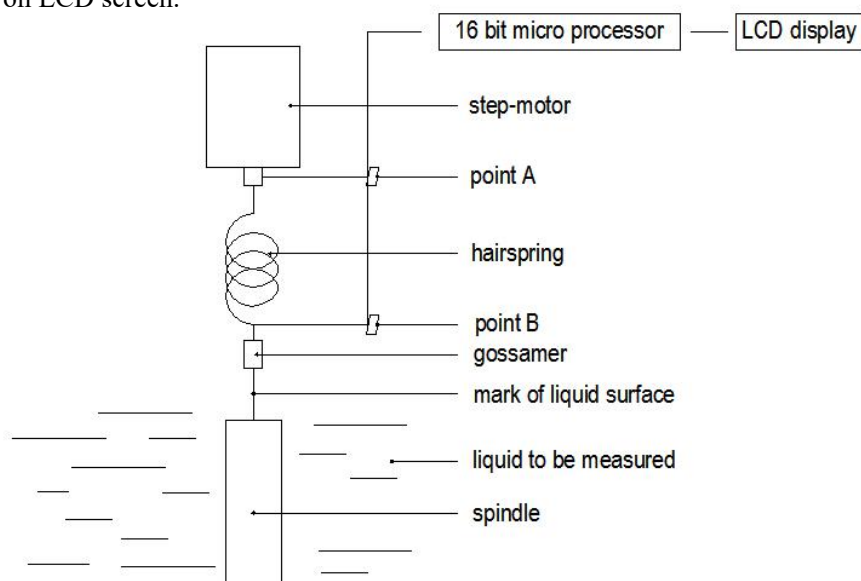 on LCD screen.
16 bit micro processor
LCD display
step-motor
point A
hairspring
point B
gossamer
mark of liquid surface
liquid to be measured
spindle